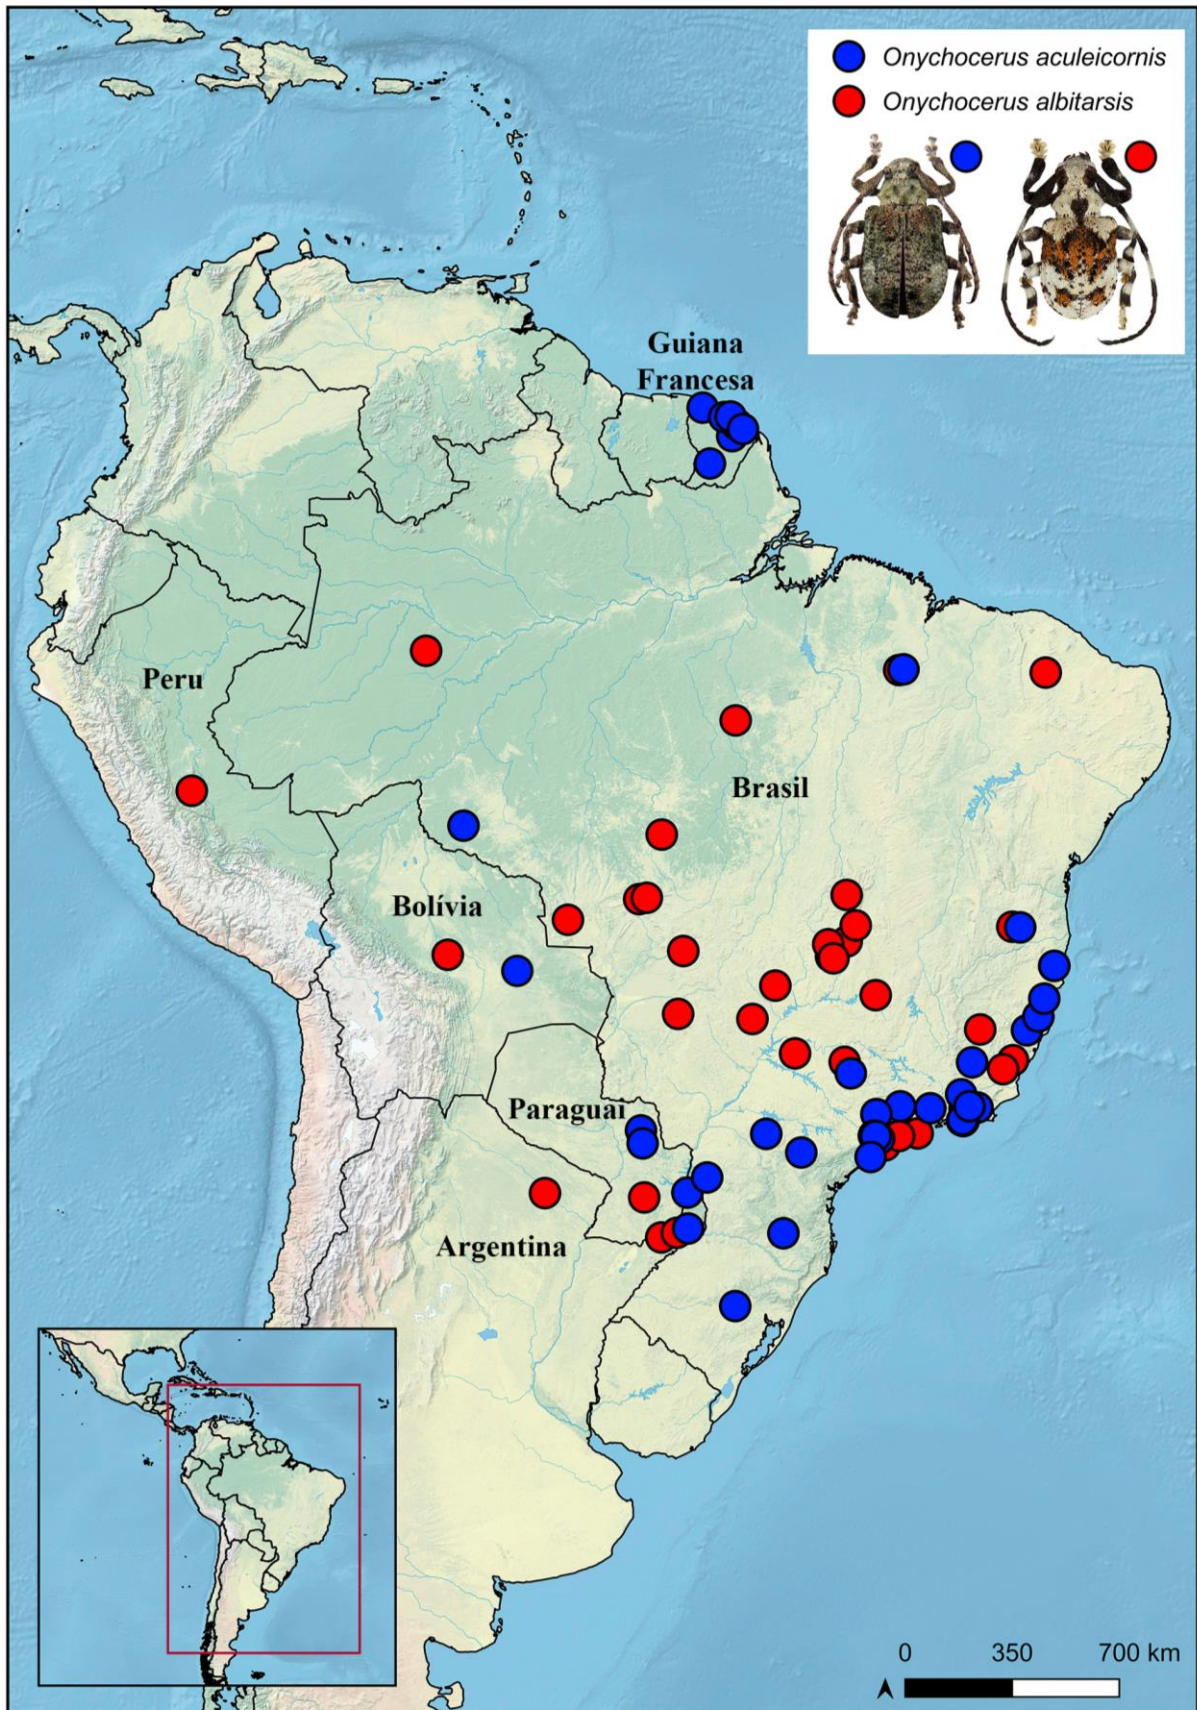 Onychocerus aculeicornis
Onychocerus albitarsis
Guiana
Francesa
Peru
Brasil
Bolívia
Paraguai
Argentina
0 350 700 km